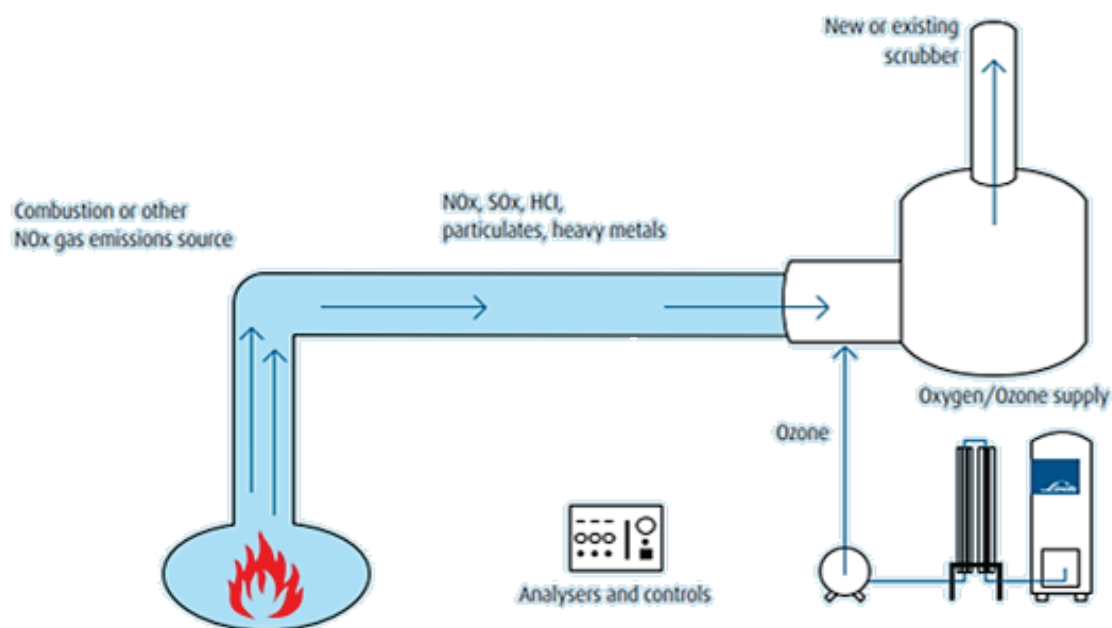 New or existing
scrubber
Combustion or other
NOx gas emissions source
NOx, SOx, HCl,
particulates, heavy metals
Oxygen/Ozone supply
Ozone
Analysers and controls
Linde